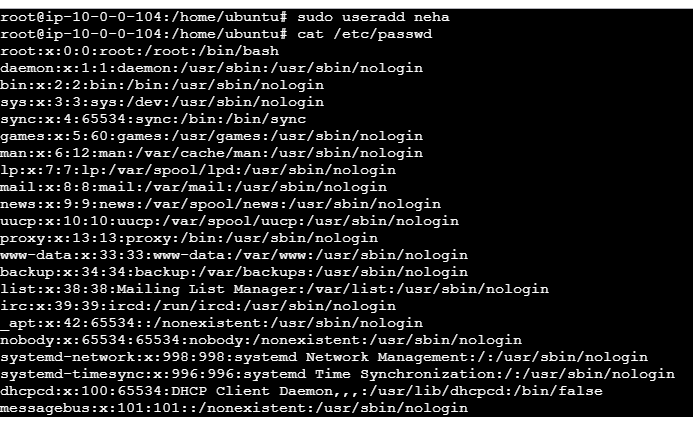 root@ip-10-0-0-104:/home/ubuntu# sudo useradd neha
root@ip-10-0-0-104:/home/ubuntu# cat /etc/passwd
root:x:0:0:root:/root:/bin/bash
daemon:x:1:1:daemon:/usr/sbin:/usr/sbin/nologin
bin:x:2:2:bin:/bin:/usr/sbin/nologin
sys:x:3:3:sys:/dev:/usr/sbin/nologin
sync:x:4:65534:sync:/bin:/bin/sync
games:x:5:60:games:/usr/games:/usr/sbin/nologin
man:x:6:12:man:/var/cache/man:/usr/sbin/nologin
lp:x:7:7:lp:/var/spool/lpd:/usr/sbin/nologin
mail:x:8:8:mail:/var/mail:/usr/sbin/nologin
news:x:9:9:news:/var/spool/news:/usr/sbin/nologin
uucp:x:10:10:uucp:/var/spool/uucp:/usr/sbin/nologin
proxy:x:13:13:proxy:/bin:/usr/sbin/nologin
www-data:x:33:33:www-data:/var/www:/usr/sbin/nologin
backup:x:34:34:backup:/var/backups:/usr/sbin/nologin
list:x:38:38:Mailing List Manager:/var/list:/usr/sbin/nologin
irc:x:39:39:ircd:/run/ircd:/usr/sbin/nologin
_apt:x:42:65534::/nonexistent:/usr/sbin/nologin
nobody:x:65534:65534:nobody:/nonexistent:/usr/sbin/nologin
systemd-network:x:998:998:systemd Network Management:/:/usr/sbin/nologin
systemd-timesync:x:996:996:systemd Time Synchronization:/:/usr/sbin/nologin
dhcpcd:x:100:65534:DHCP Client Daemon,,,:/usr/lib/dhcpcd:/bin/false
messagebus:x:101:101::/nonexistent:/usr/sbin/nologin